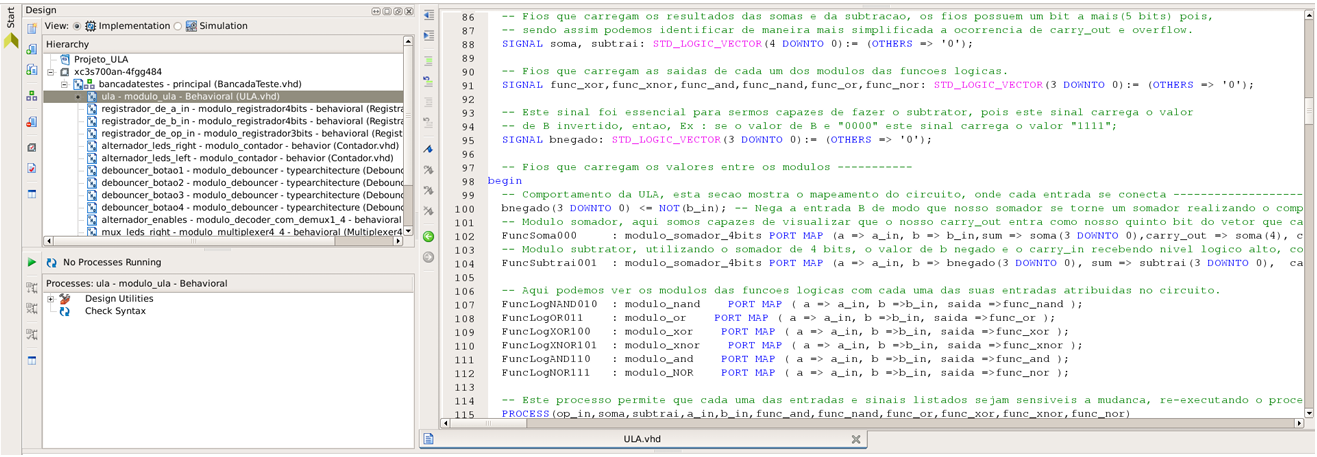 Start
Design
View: Implementation Simulation
Hierarchy
Projeto_ULA
xc3s700an-4fgg484
bancadatestes - principal (BancadaTeste.vhd)
ula - modulo_ula - Behavioral (ULA.vhd)
registrador_de_a_in - modulo_registrador4bits - behavioral (Registra
registrador_de_b_in - modulo_registrador4bits - behavioral (Registra
registrador_de_op_in - modulo_registrador3bits - behavioral (Regist
alternador_leds_right - modulo_contador - behavior (Contador.vhd)
alternador_leds_left - modulo_contador - behavior (Contador.vhd)
debouncer_botao1 - modulo_debouncer - typearchitecture (Deboun
debouncer_botao2 - modulo_debouncer - typearchitecture (Deboun
debouncer_botao3 - modulo_debouncer - typearchitecture (Deboun
debouncer_botao4 - modulo_debouncer - typearchitecture (Deboun
alternador_enables - modulo_decoder_com_demux1_4 - behavioral
mux_leds_right - modulo_multiplexer4_4 - behavioral (Multiplexer4
No Processes Running
Processes: ula - modulo_ula - Behavioral
Design Utilities
Check Syntax
86 -- Fios que carregam os resultados das somas e da subtracao, os fios possuem um bit a mais(5 bits) pois,
87 -- sendo assim podemos identificar de maneira mais simplificada a ocorrencia de carry_out e overflow.
88 SIGNAL soma, subtrai: STD_LOGIC_VECTOR(4 DOWNTO 0):= (OTHERS => '0');
89
90 -- Fios que carregam as saidas de cada um dos modulos das funcoes logicas.
91 SIGNAL func_xor,func_xnor,func_and,func_nand,func_or,func_nor: STD_LOGIC_VECTOR(3 DOWNTO 0):= (OTHERS => '0');
92
93 -- Este sinal foi essencial para sermos capazes de fazer o subtrator, pois este sinal carrega o valor
94 -- de B invertido, entao, Ex : se o valor de B e "0000" este sinal carrega o valor "1111";
95 SIGNAL bnegado: STD_LOGIC_VECTOR(3 DOWNTO 0):= (OTHERS => '0');
96
97 -- Fios que carregam os valores entre os modulos -----------
98 begin
99 -- Comportamento da ULA, esta secao mostra o mapeamento do circuito, onde cada entrada se conecta -------------------
100 bnegado(3 DOWNTO 0) <= NOT(b_in); -- Nega a entrada B de modo que nosso somador se torne um somador realizando o comp
101 -- Modulo somador, aqui somos capazes de visualizar que o nosso carry_out entra como nosso quinto bit do vetor que ca
102 FuncSoma000 : modulo_somador_4bits PORT MAP (a => a_in, b => b_in,sum => soma(3 DOWNTO 0),carry_out => soma(4), c
103 -- Modulo subtrator, utilizando o somador de 4 bits, o valor de b negado e o carry_in recebendo nivel logico alto, co
104 FuncSubtrai001 : modulo_somador_4bits PORT MAP (a => a_in, b => bnegado(3 DOWNTO 0), sum => subtrai(3 DOWNTO 0), ca
105
106 -- Aqui podemos ver os modulos das funcoes logicas com cada uma das suas entradas atribuidas no circuito.
107 FuncLogNAND010 : modulo_nand PORT MAP ( a => a_in, b =>b_in, saida =>func_nand );
108 FuncLogOR011 : modulo_or PORT MAP ( a => a_in, b =>b_in, saida =>func_or );
109 FuncLogXOR100 : modulo_xor PORT MAP ( a => a_in, b =>b_in, saida =>func_xor );
110 FuncLogXNOR101 : modulo_xnor PORT MAP ( a => a_in, b =>b_in, saida =>func_xnor );
111 FuncLogAND110 : modulo_and PORT MAP ( a => a_in, b =>b_in, saida =>func_and );
112 FuncLogNOR111 : modulo_NOR PORT MAP ( a => a_in, b =>b_in, saida =>func_nor );
113
114 -- Este processo permite que cada uma das entradas e sinais listados sejam sensiveis a mudanca, re-executando o proce
115 PROCESS(op_in,soma,subtrai,a_in,b_in,func_and,func_nand,func_or,func_xor,func_xnor,func_nor)
ULA.vhd